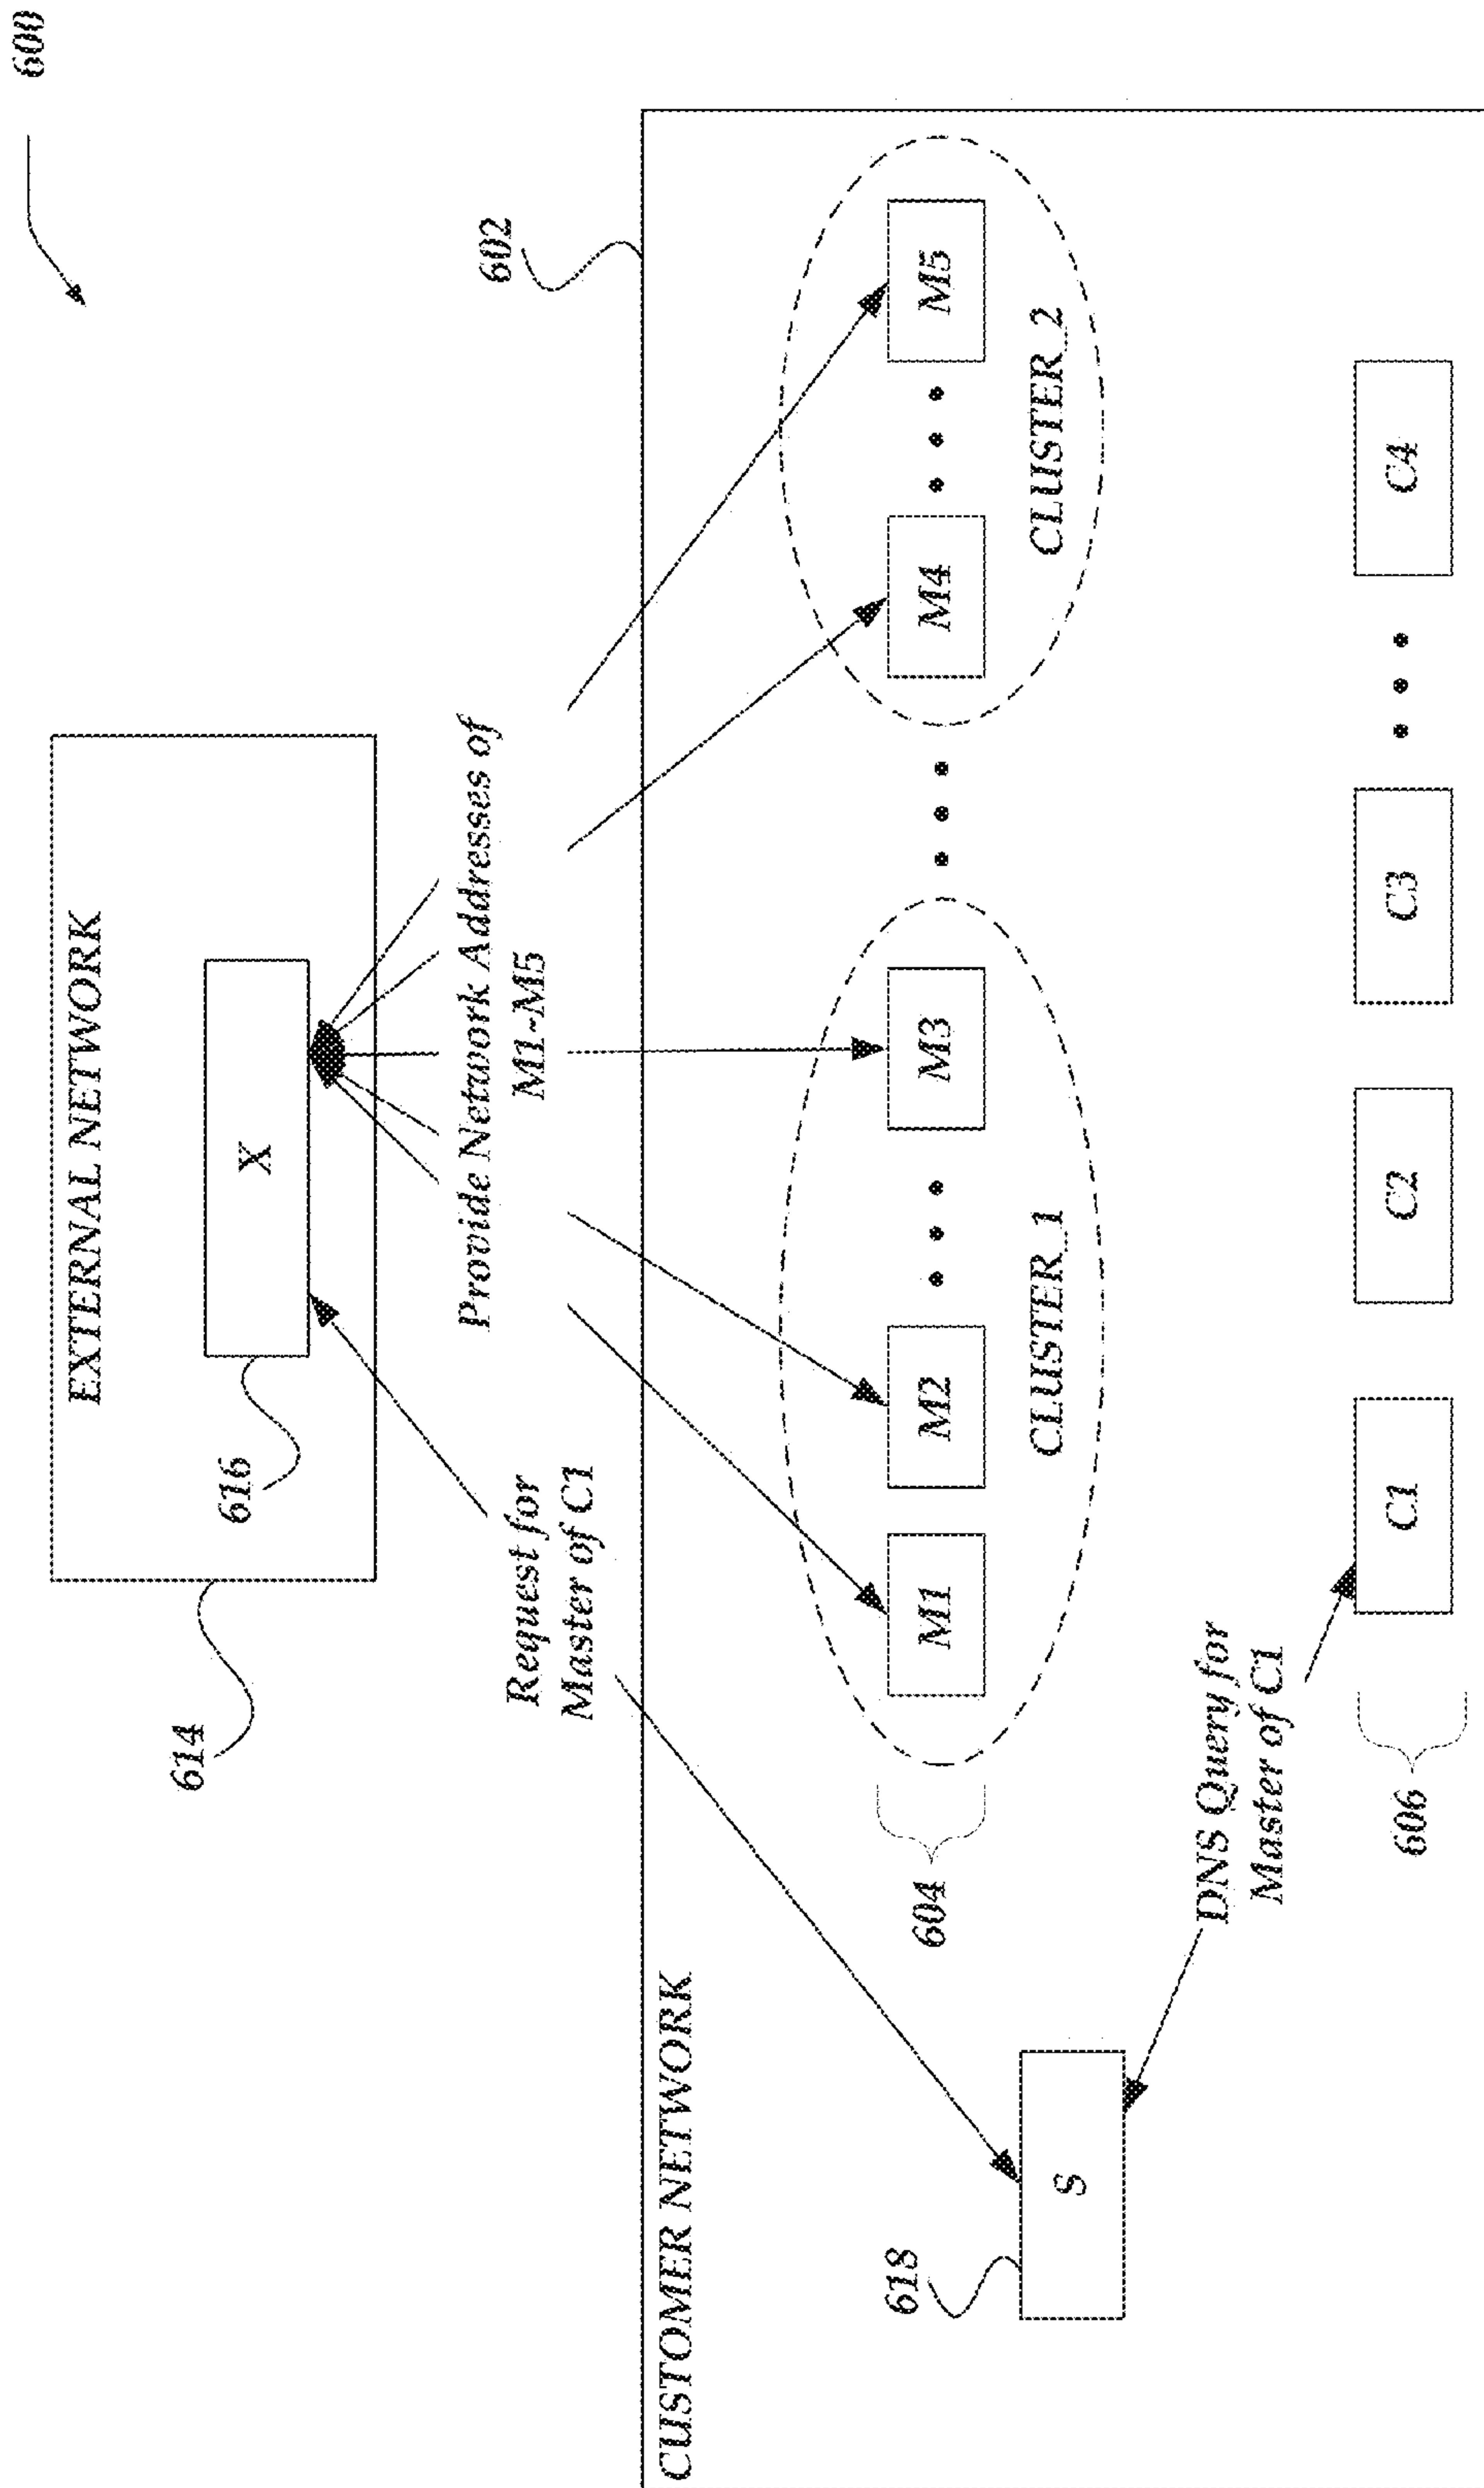 600
EXTERNAL NETWORK
614
616
X
Request for
Master of C1
Provide Network Addresses of
M1-M5
602
CUSTOMER NETWORK
604
M1
M2
M3
M4
M5
CLUSTER_1
CLUSTER_2
618
S
DNS Query for
Master of C1
606
C1
C2
C3
C4